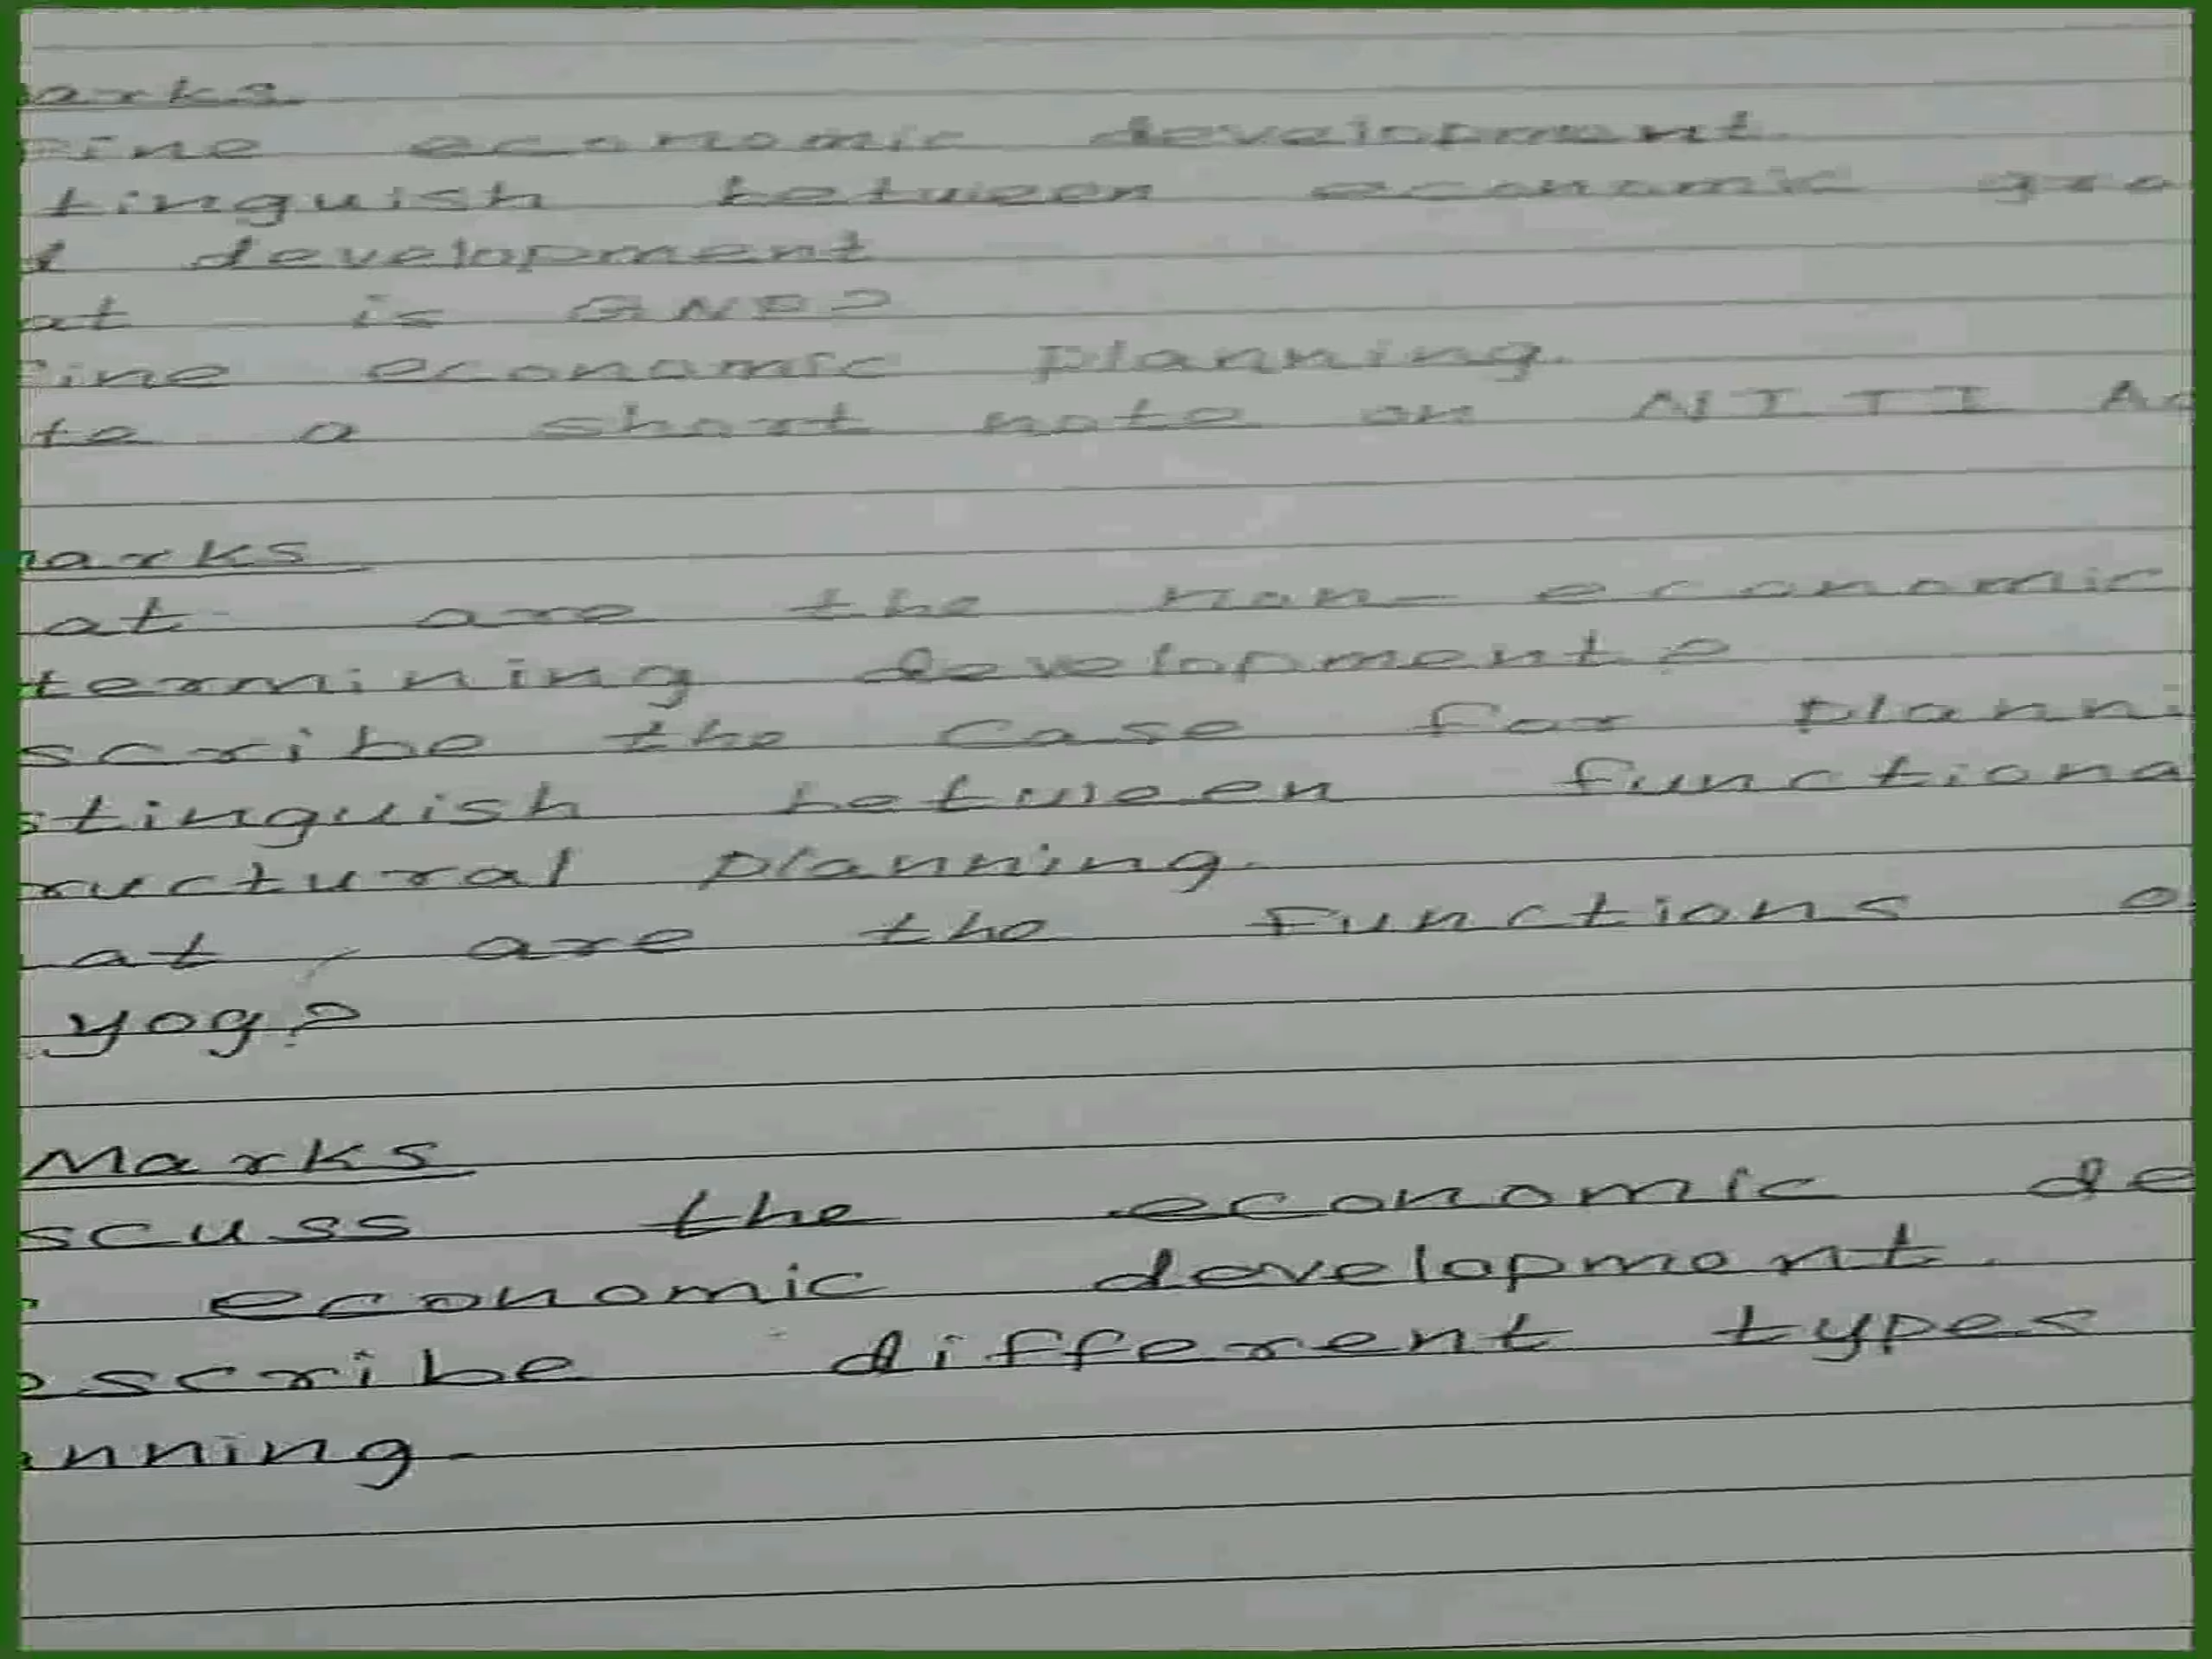 arks
fine economic development
tinguish between economic gro
d development
at is GNP?
fine economic planning.
te a short note on NITI A
marks
at are the non-economic
termining development?
scribe the case for planni
stinguish between functiona
ructural planning.
at are the functions o
yog?
Marks
scuss the economic de
economic development.
escribe different types
nning.